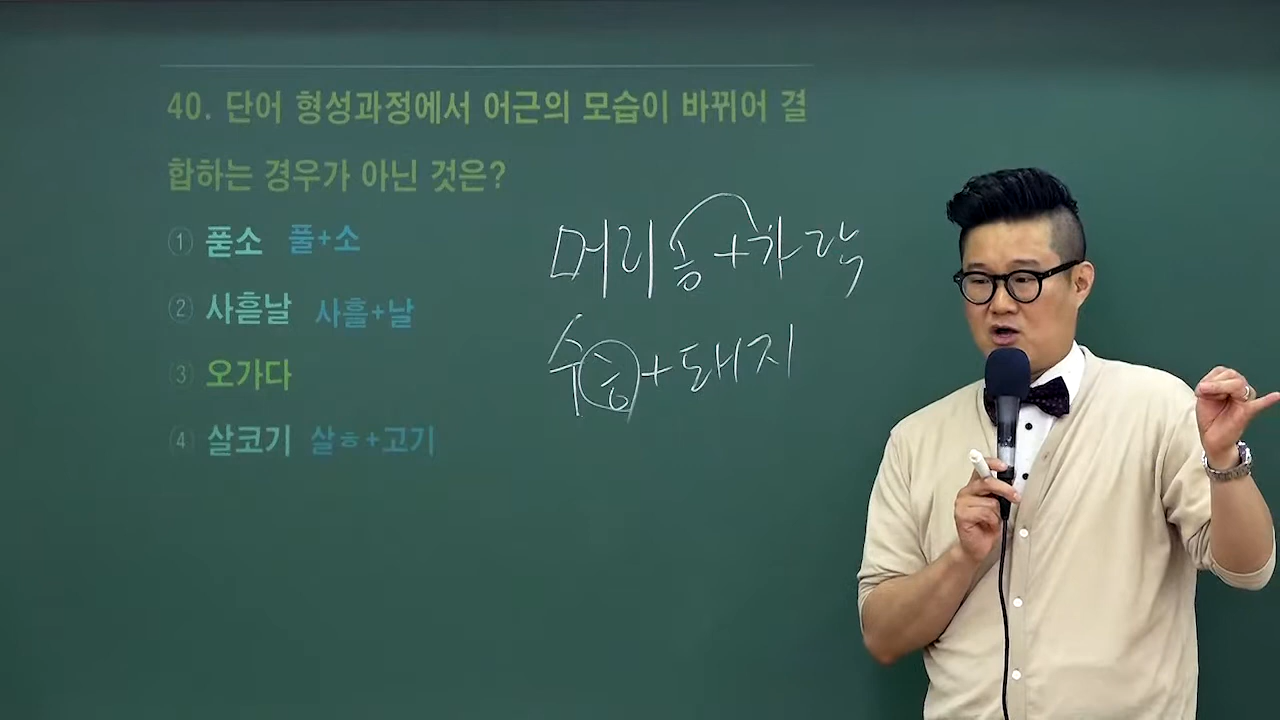 40. 단어 형성과정에서 어근의 모습이 바뀌어 결
합하는 경우가 아닌 것은?
① 푿소 풀+소
② 사흗날 사흘+날
③ 오가다
④ 살코기 살ㅎ+고기
머리ㅎ+가락
수ㅎ+돼지